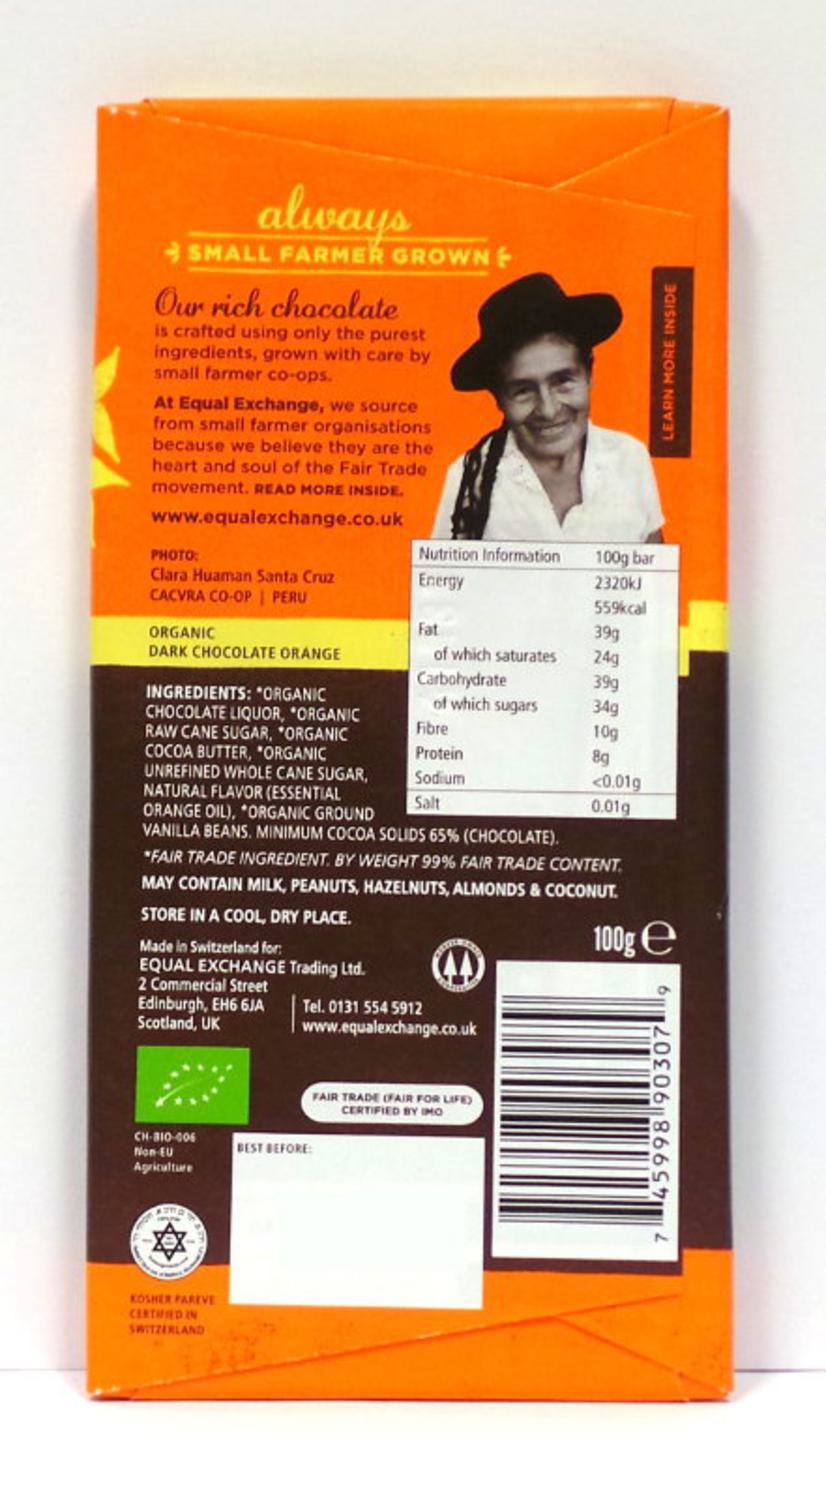 always
SMALL FARMER GROWN
Our rich chocolate
is crafted using only the purest
ingredients, grown with care by
small farmer co-ops.
At Equal Exchange, we source
from small farmer organisations
because we believe they are the
heart and soul of the Fair Trade
movement. READ MORE INSIDE.
www.equalexchange.co.uk
LEARN MORE INSIDE
PHOTO:
Clara Huaman Santa Cruz
CACVRA CO-OP | PERU
ORGANIC
DARK CHOCOLATE ORANGE
Nutrition Information 100g bar
Energy 2320kJ
559kcal
Fat 39g
of which saturates 24g
Carbohydrate 39g
of which sugars 34g
Fibre 10g
Protein 8g
Sodium <0.01g
Salt 0.01g
INGREDIENTS: *ORGANIC
CHOCOLATE LIQUOR, *ORGANIC
RAW CANE SUGAR, *ORGANIC
COCOA BUTTER, *ORGANIC
UNREFINED WHOLE CANE SUGAR,
NATURAL FLAVOR (ESSENTIAL
ORANGE OIL), *ORGANIC GROUND
VANILLA BEANS. MINIMUM COCOA SOLIDS 65% (CHOCOLATE).
*FAIR TRADE INGREDIENT. BY WEIGHT 99% FAIR TRADE CONTENT.
MAY CONTAIN MILK, PEANUTS, HAZELNUTS, ALMONDS & COCONUT.
STORE IN A COOL, DRY PLACE.
100g e
Made in Switzerland for:
EQUAL EXCHANGE Trading Ltd.
2 Commercial Street
Edinburgh, EH6 6JA
Scotland, UK
Tel. 0131 554 5912
www.equalexchange.co.uk
FAIR TRADE (FAIR FOR LIFE)
CERTIFIED BY IMO
CH-BIO-006
Non-EU
Agriculture
BEST BEFORE:
7 45998 90307 9
KOSHER PAREVE
CERTIFIED IN
SWITZERLAND